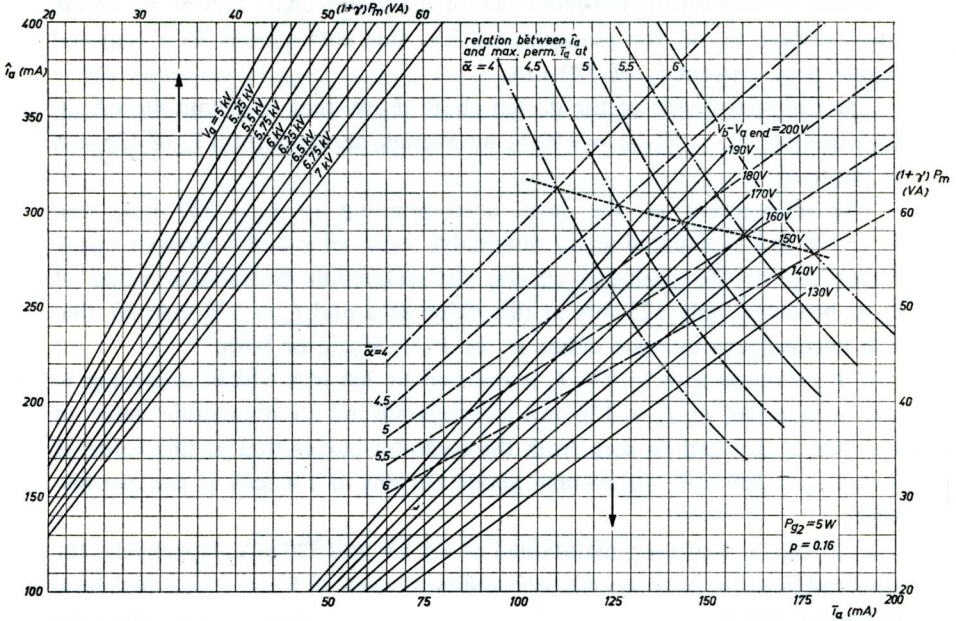 20 30 40 50 (1+γ) Pm (VA) 60
400
îa (mA)
350
300
250
200
150
100
Va = 5 kV
5,25 kV
5,5 kV
5,75 kV
6 kV
6,25 kV
6,5 kV
6,75 kV
7 kV
relation between îa
and max. perm. īa at
ᾱ = 4 4,5 5 5,5 6
Vb-Va end = 200V
190V
180V
170V
160V
150V
140V
130V
(1+γ) Pm
(VA)
60
50
40
30
20
ᾱ=4
4,5
5
5,5
6
Pg2 = 5 W
p = 0.16
50 75 100 125 150 175 200
īa (mA)